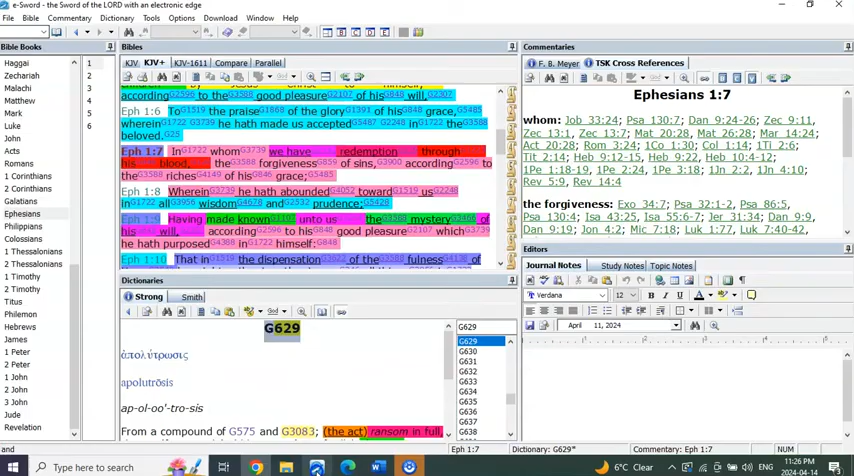 e-Sword - the Sword of the LORD with an electronic edge
File Bible Commentary Dictionary Tools Options Download Window Help
Bible Books
Haggai
Zechariah
Malachi
Matthew
Mark
Luke
John
Acts
Romans
1 Corinthians
2 Corinthians
Galatians
Ephesians
Philippians
Colossians
1 Thessalonians
2 Thessalonians
1 Timothy
2 Timothy
Titus
Philemon
Hebrews
James
1 Peter
2 Peter
1 John
2 John
3 John
Jude
Revelation
1
2
3
4
5
6
Bibles
KJV KJV+ KJV-1611 Compare Parallel
according G2596 to the G3588 good pleasure G2107 of his G848 will, G2307
Eph 1:6 To G1519 the praise G1868 of the glory G1391 of his G848 grace, G5485
wherein G1722 G3739 he hath made us accepted G5487 G2248 in G1722 the G3588
beloved. G25
Eph 1:7 In G1722 whom G3739 we have redemption through
his blood, the G3588 forgiveness G859 of sins, G3900 according G2596 to
the G3588 riches G4149 of his G848 grace; G5485
Eph 1:8 Wherein G3739 he hath abounded G4052 toward G1519 us G2248
in G1722 all G3956 wisdom G4678 and G2532 prudence; G5428
Eph 1:9 Having made known G1107 unto us the G3588 mystery G3466 of
his will, according G2596 to his good pleasure G2107 which G3739
he hath purposed G4388 in G1722 himself: G848
Eph 1:10 That in G1519 the dispensation G3622 of the fulness G4138 of
Dictionaries
Strong Smith
G629
ἀπολύτρωσις
apolutrōsis
ap-ol-oo'-tro-sis
From a compound of G575 and G3083; (the act) ransom in full,
G629
G629
G630
G631
G632
G633
G634
G635
G636
G637
G638
Commentaries
F. B. Meyer TSK Cross References
Ephesians 1:7
whom: Job 33:24; Psa 130:7; Dan 9:24-26; Zec 9:11,
Zec 13:1, Zec 13:7; Mat 20:28, Mat 26:28; Mar 14:24;
Act 20:28; Rom 3:24; 1Co 1:30; Col 1:14; 1Ti 2:6;
Tit 2:14; Heb 9:12-15, Heb 9:22, Heb 10:4-12;
1Pe 1:18-19, 1Pe 2:24, 1Pe 3:18; 1Jn 2:2, 1Jn 4:10;
Rev 5:9, Rev 14:4
the forgiveness: Exo 34:7; Psa 32:1-2, Psa 86:5,
Psa 130:4; Isa 43:25, Isa 55:6-7; Jer 31:34; Dan 9:9,
Dan 9:19; Jon 4:2; Mic 7:18; Luk 1:77, Luk 7:40-42,
Editors
Journal Notes Study Notes Topic Notes
Verdana 12
April 11, 2024
and
Eph 1:7
Dictionary: G629*
Commentary: Eph 1:7
NUM
Type here to search
6°C Clear
ENG
11:26 PM
2024-04-14